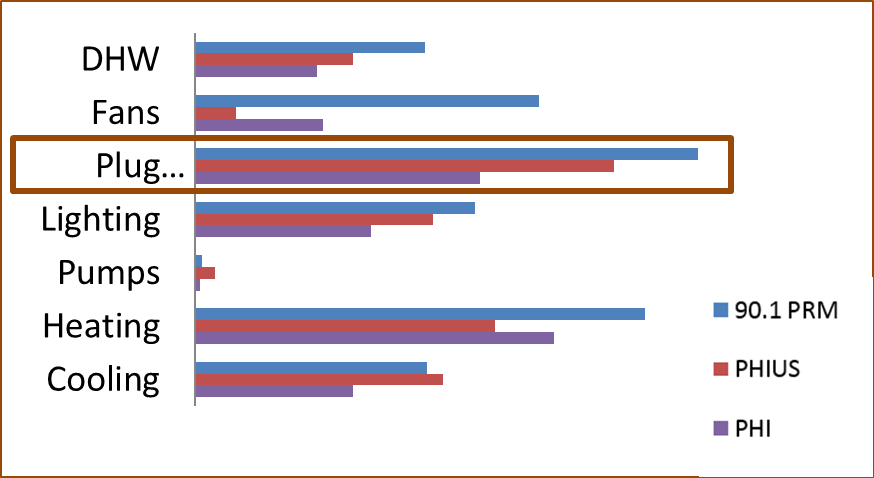 DHW
Fans
Plug...
Lighting
Pumps
Heating
Cooling
90.1 PRM
PHIUS
PHI